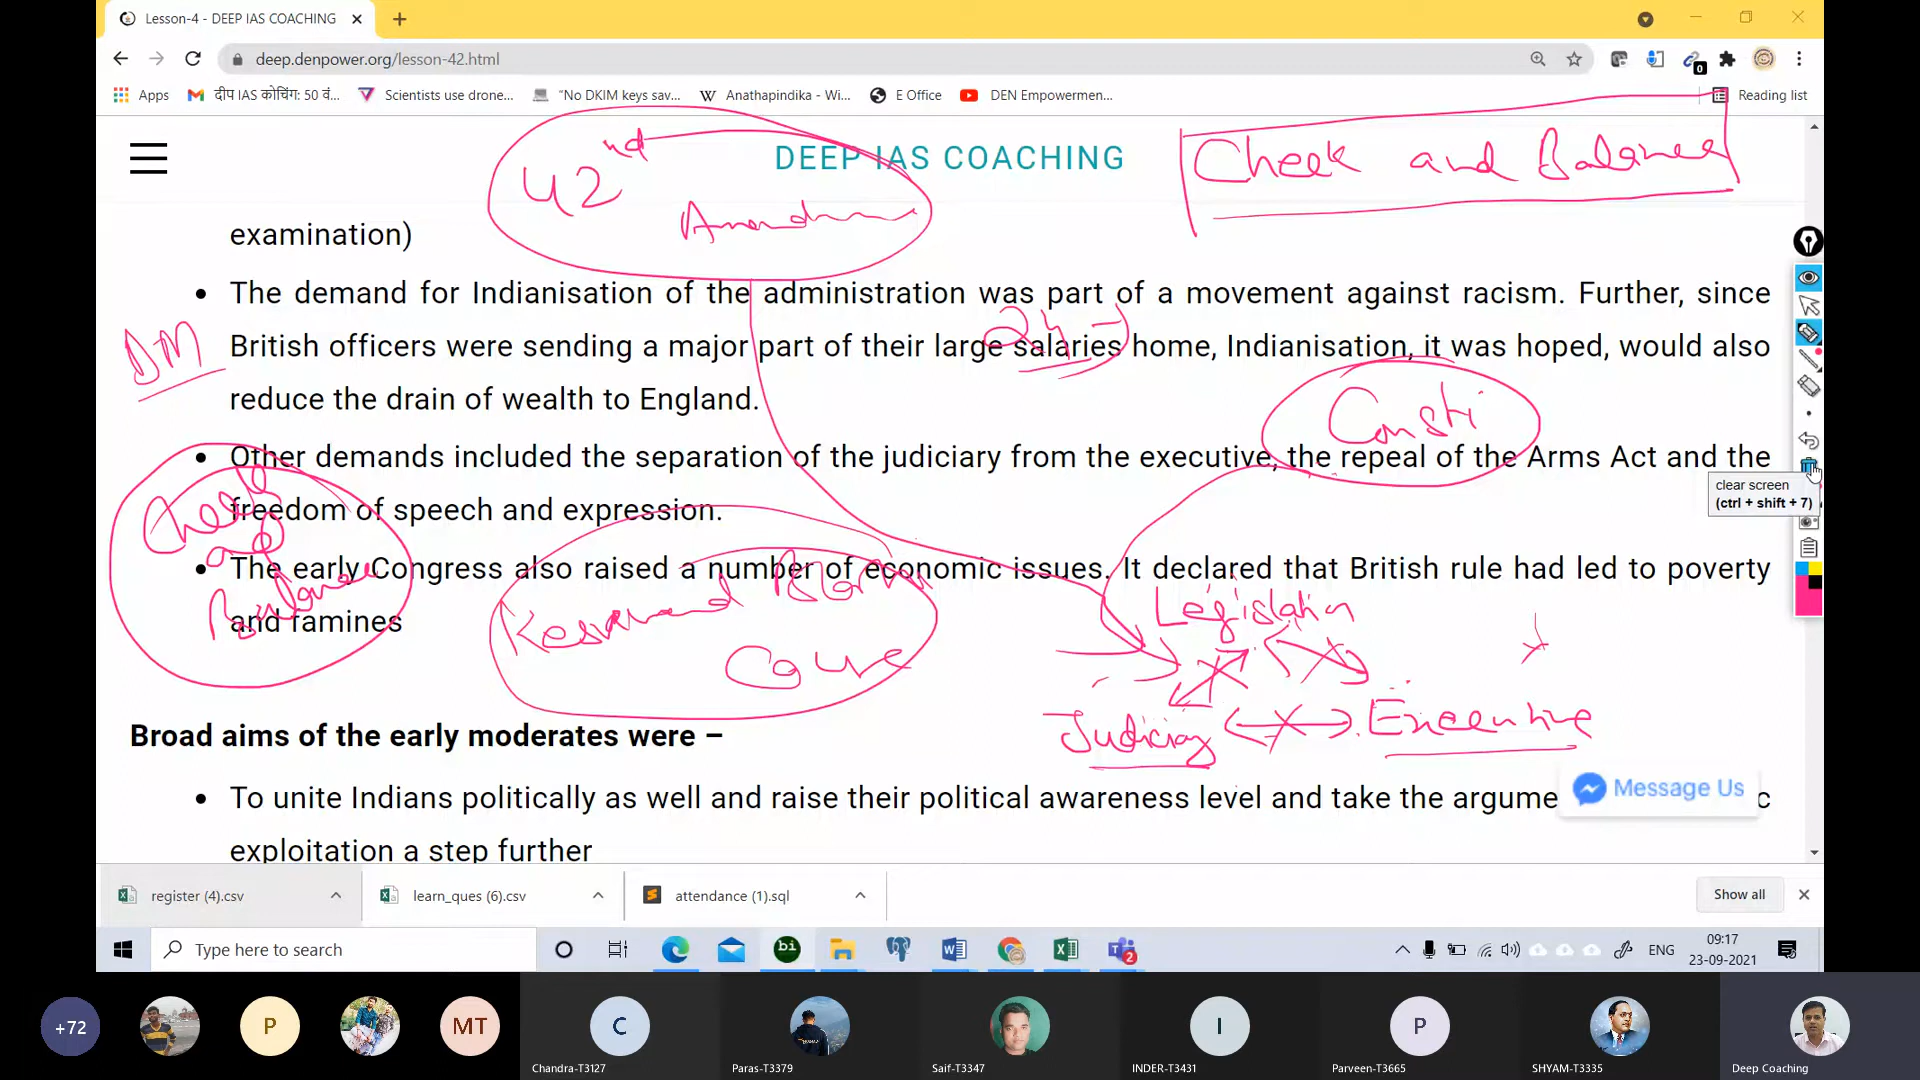 Lesson-4 - DEEP IAS COACHING
deep.denpower.org/lesson-42.html
0
Apps
दीप IAS कोचिंग: 50 वं...
Scientists use drone...
"No DKIM keys sav...
Anathapindika - Wi...
E Office
DEN Empowermen...
Reading list
DEEP IAS COACHING
42nd
Check and Balance
examination)
• The demand for Indianisation of the administration was part of a movement against racism. Further, since
British officers were sending a major part of their large salaries home, Indianisation, it was hoped, would also
reduce the drain of wealth to England.
DM
24
Consti
• Other demands included the separation of the judiciary from the executive, the repeal of the Arms Act and the
freedom of speech and expression.
clear screen
(ctrl + shift + 7)
Check
and
Balance
• The early Congress also raised a number of economic issues. It declared that British rule had led to poverty
and famines
Legislation
Judiciary
Executive
Broad aims of the early moderates were –
• To unite Indians politically as well and raise their political awareness level and take the argume
c
exploitation a step further
Message Us
register (4).csv
learn_ques (6).csv
attendance (1).sql
Show all
Type here to search
bi
2
ENG
09:17
23-09-2021
+72
P
MT
C
I
P
Chandra-T3127
Paras-T3379
Saif-T3347
INDER-T3431
Parveen-T3665
SHYAM-T3335
Deep Coaching